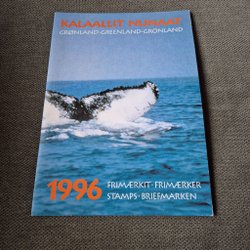 KALAALLIT NUNAAT
GRØNLAND·GREENLAND·GRÖNLAND
1996
FRIMÆRKIT·FRIMÆRKER
STAMPS·BRIEFMARKEN